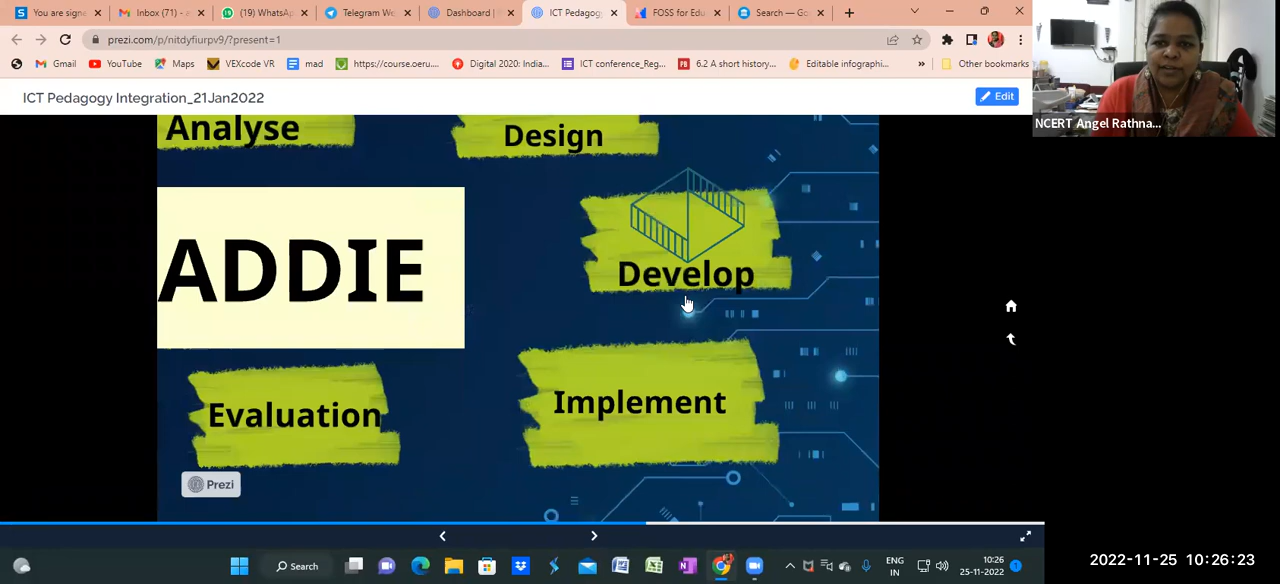 You are signa
Inbox (71) - a
(19) WhatsAp
Telegram We
Dashboard |
ICT Pedagog
FOSS for Edu
Search — Go
prezi.com/p/nitdyfiurpv9/?present=1
Gmail
YouTube
Maps
VEXcode VR
mad
https://course.oeru....
Digital 2020: India...
ICT conference_Reg...
6.2 A short history...
Editable infographi...
»
Other bookmarks
NCERT Angel Rathna...
ICT Pedagogy Integration_21Jan2022
Edit
Analyse
Design
ADDIE
Develop
Evaluation
Implement
Prezi
Search
ENG
IN
10:26
25-11-2022
2022-11-25 10:26:23